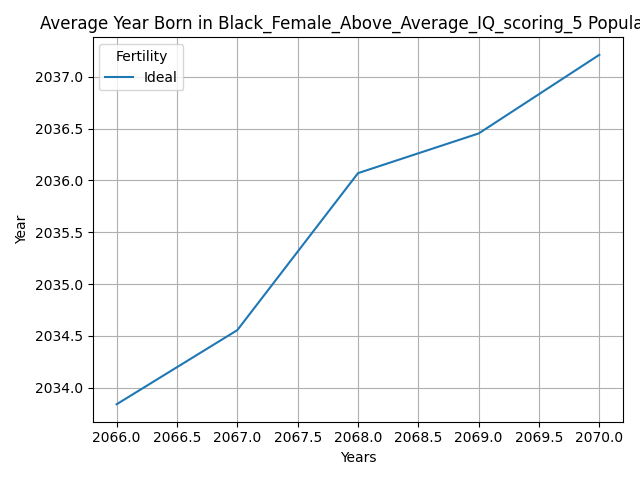 Average Year Born in Black_Female_Above_Average_IQ_scoring_5 Popula
Fertility
Ideal
2037.0
2036.5
2036.0
2035.5
2035.0
2034.5
2034.0
Year
2066.0 2066.5 2067.0 2067.5 2068.0 2068.5 2069.0 2069.5 2070.0
Years